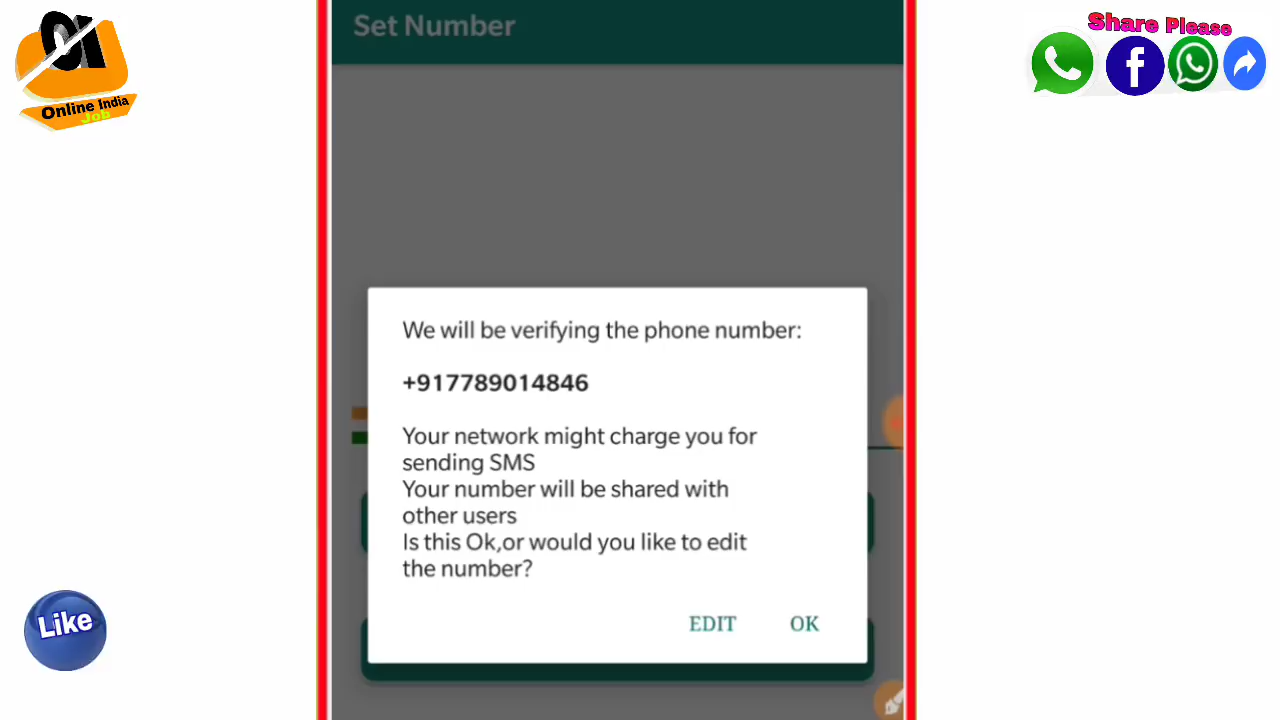 Set Number
Share Please
OI
Online India
Job
f
We will be verifying the phone number:
+917789014846
Your network might charge you for
sending SMS
Your number will be shared with
other users
Is this Ok,or would you like to edit
the number?
EDIT OK
Like